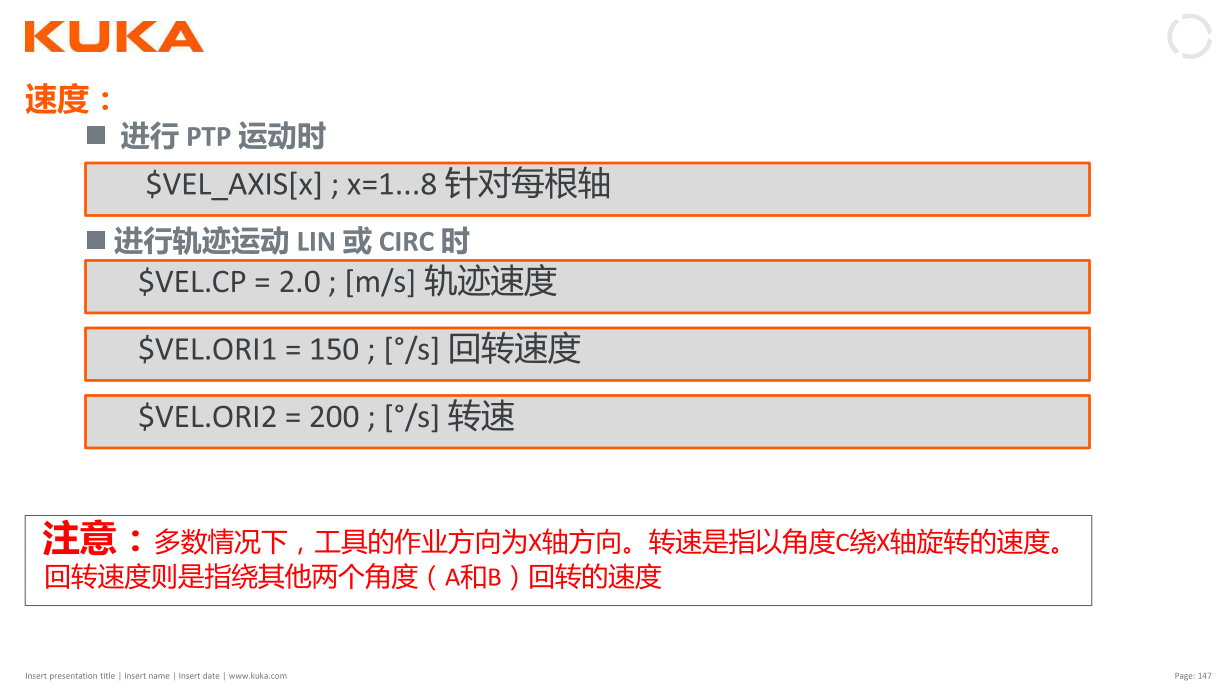 KUKA
速度：
■ 进行 PTP 运动时
$VEL_AXIS[x] ; x=1...8 针对每根轴
■ 进行轨迹运动 LIN 或 CIRC 时
$VEL.CP = 2.0 ; [m/s] 轨迹速度
$VEL.ORI1 = 150 ; [°/s] 回转速度
$VEL.ORI2 = 200 ; [°/s] 转速
注意：多数情况下，工具的作业方向为X轴方向。转速是指以角度C绕X轴旋转的速度。
回转速度则是指绕其他两个角度（A和B）回转的速度
Insert presentation title | Insert name | Insert date | www.kuka.com
Page: 147